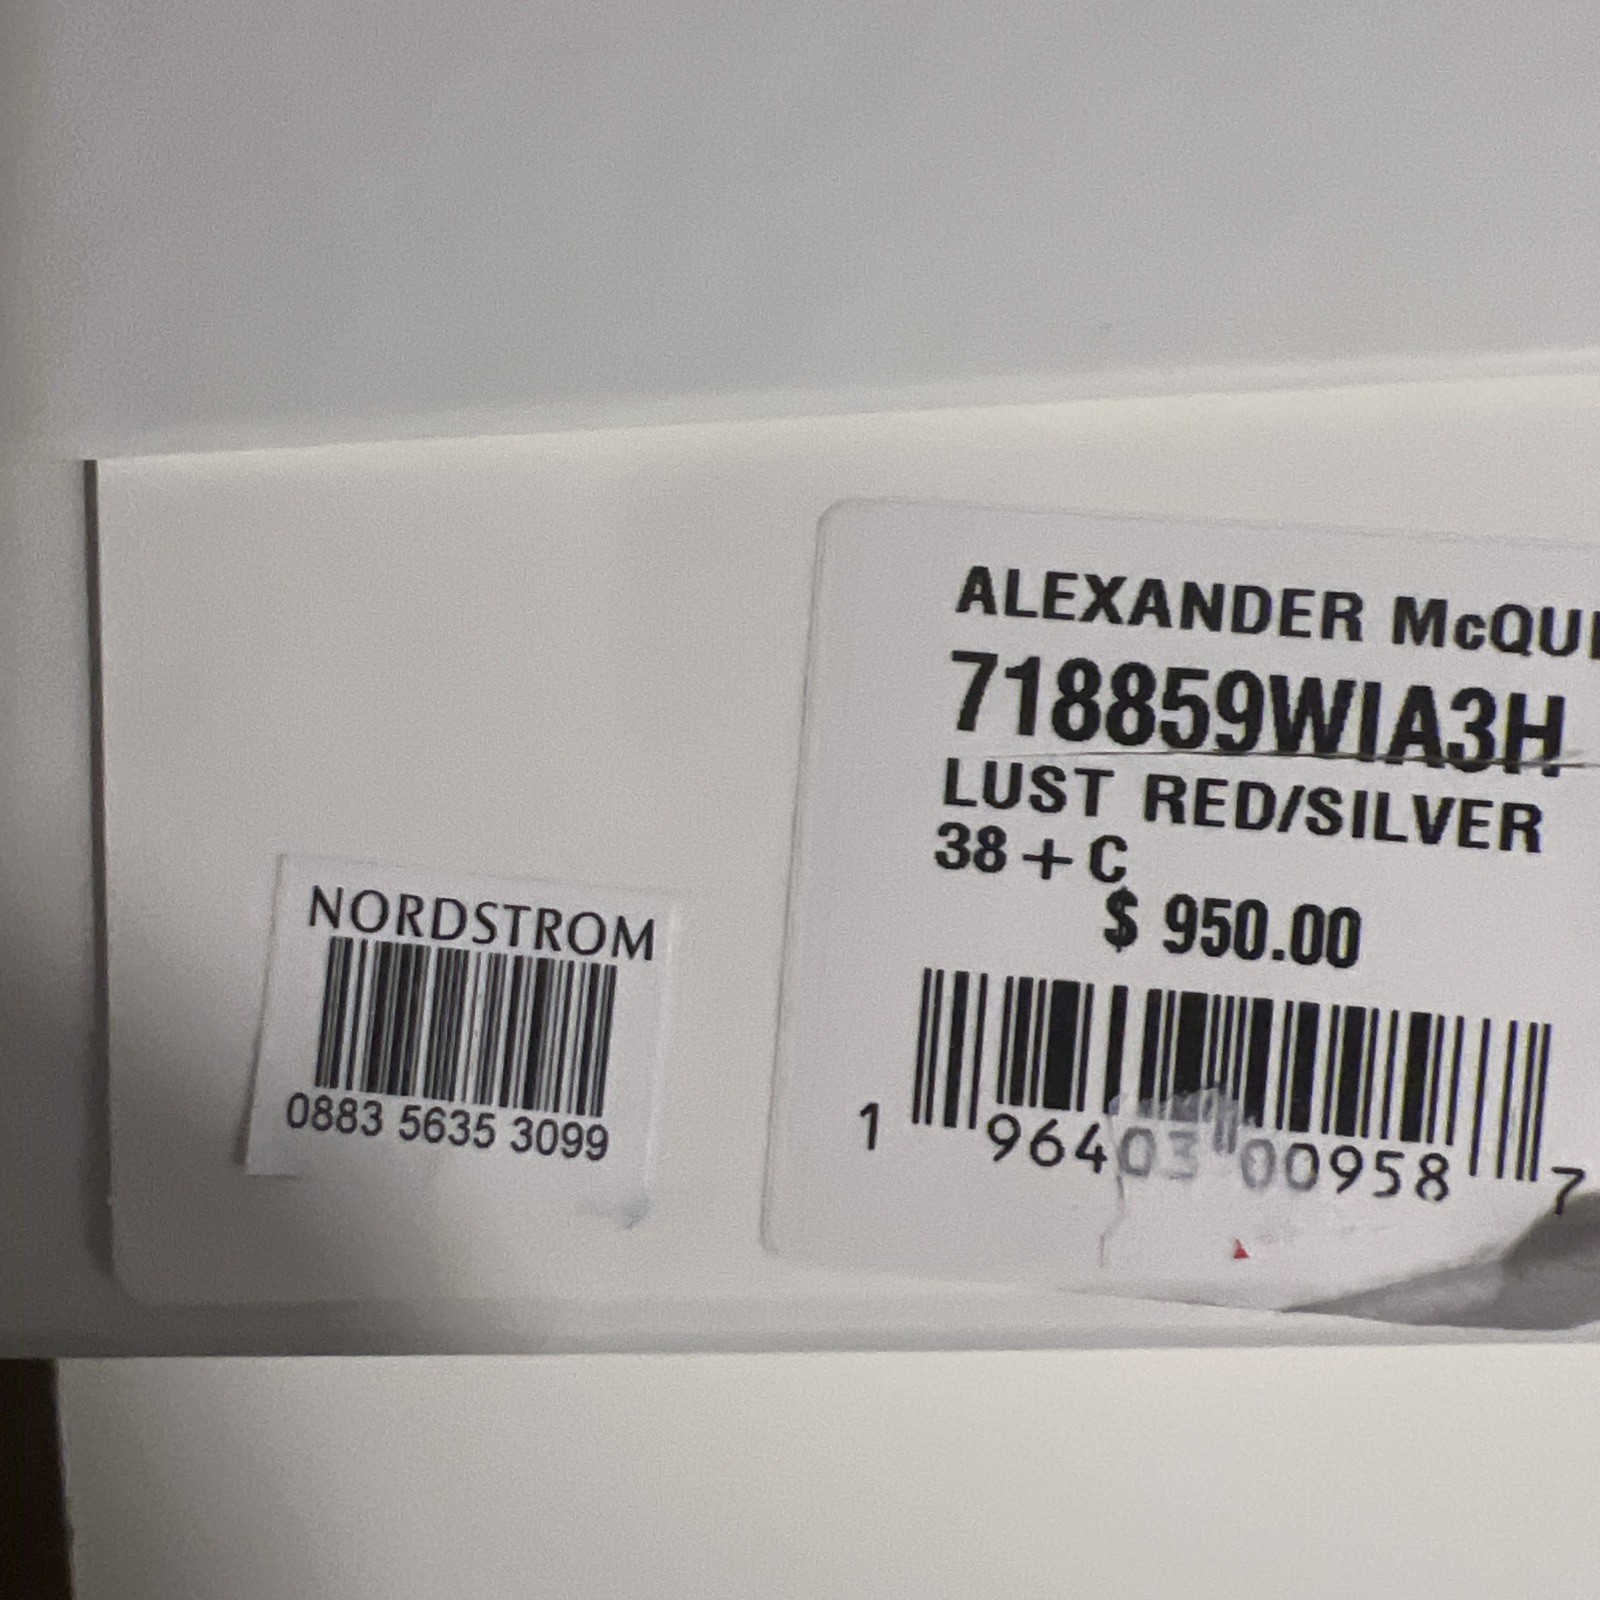 ALEXANDER McQU
718859WIA3H
LUST RED/SILVER
38 + C
$ 950.00
1 96403 00958 7
NORDSTROM
0883 5635 3099